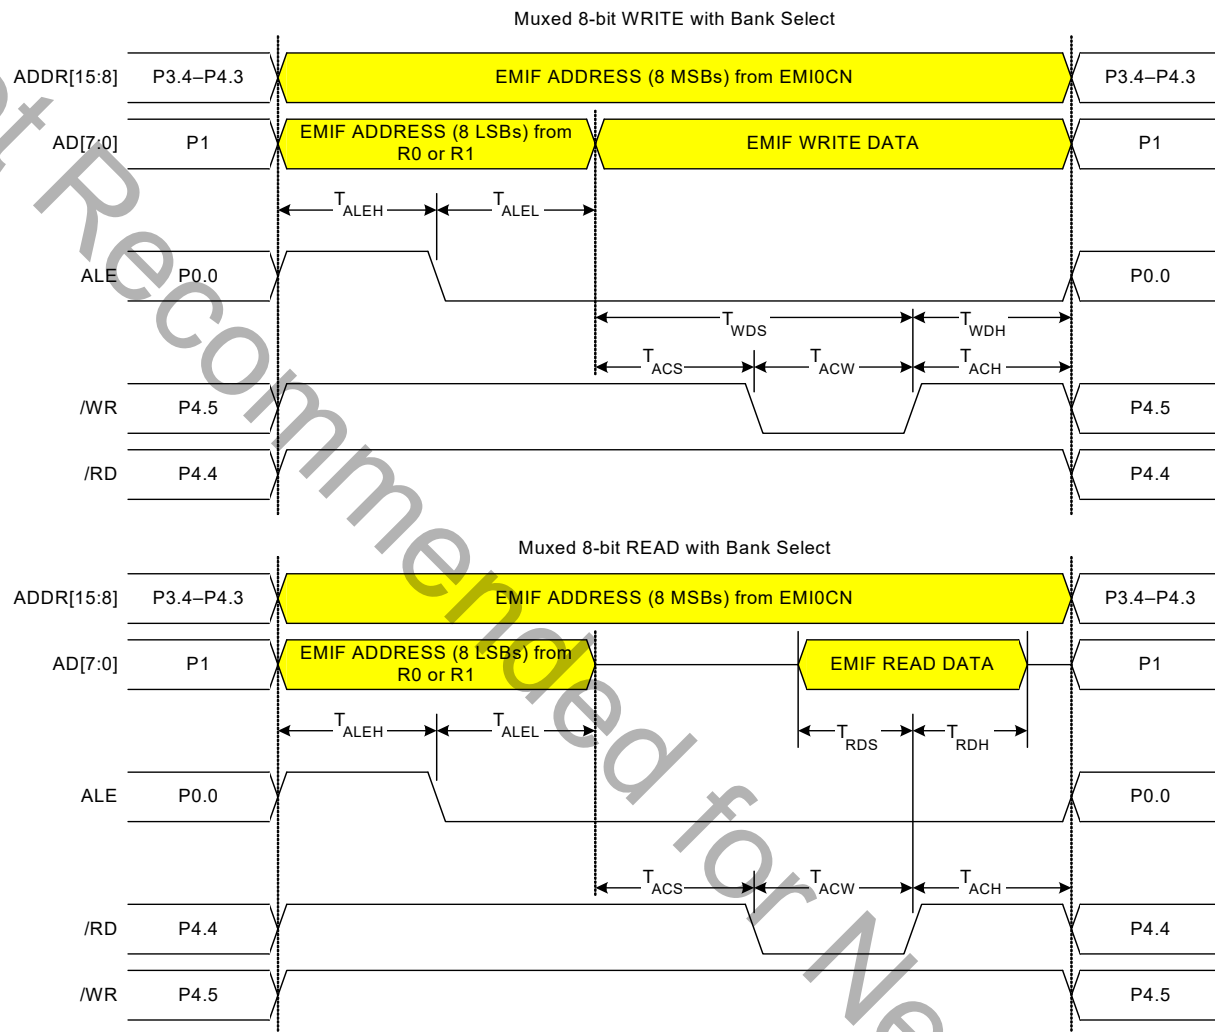 Muxed 8-bit WRITE with Bank Select
ADDR[15:8] P3.4–P4.3 EMIF ADDRESS (8 MSBs) from EMI0CN P3.4–P4.3
AD[7:0] P1 EMIF ADDRESS (8 LSBs) from R0 or R1 EMIF WRITE DATA P1
TALEH TALEL
ALE P0.0 P0.0
TWDS TWDH
TACS TACW TACH
/WR P4.5 P4.5
/RD P4.4 P4.4
Muxed 8-bit READ with Bank Select
ADDR[15:8] P3.4–P4.3 EMIF ADDRESS (8 MSBs) from EMI0CN P3.4–P4.3
AD[7:0] P1 EMIF ADDRESS (8 LSBs) from R0 or R1 EMIF READ DATA P1
TALEH TALEL TRDS TRDH
ALE P0.0 P0.0
TACS TACW TACH
/RD P4.4 P4.4
/WR P4.5 P4.5
Recommended for